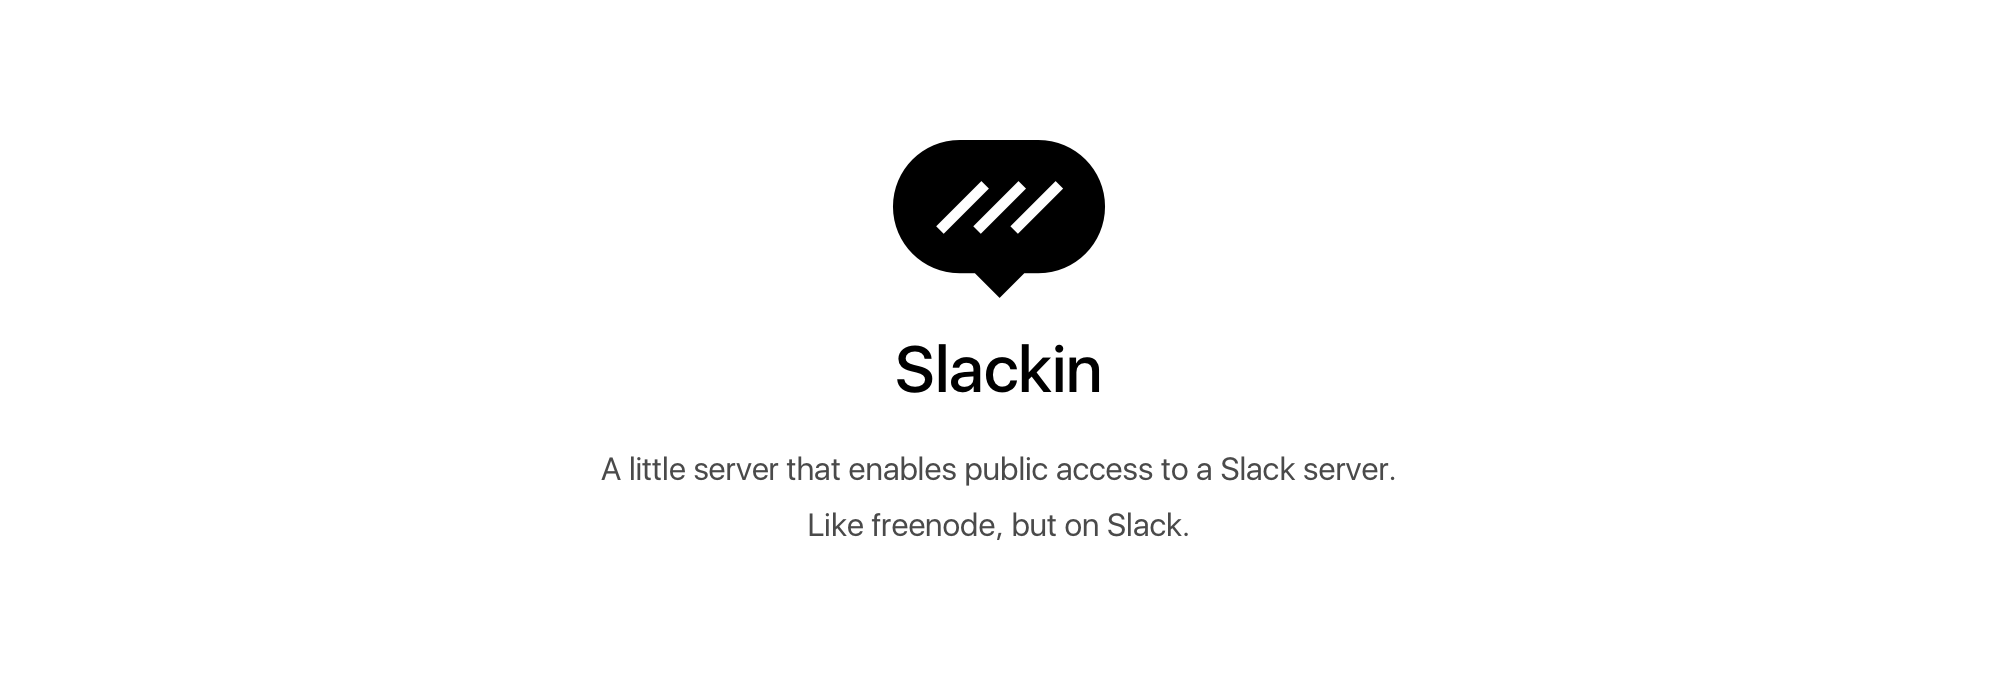 Slackin
A little server that enables public access to a Slack server.
Like freenode, but on Slack.